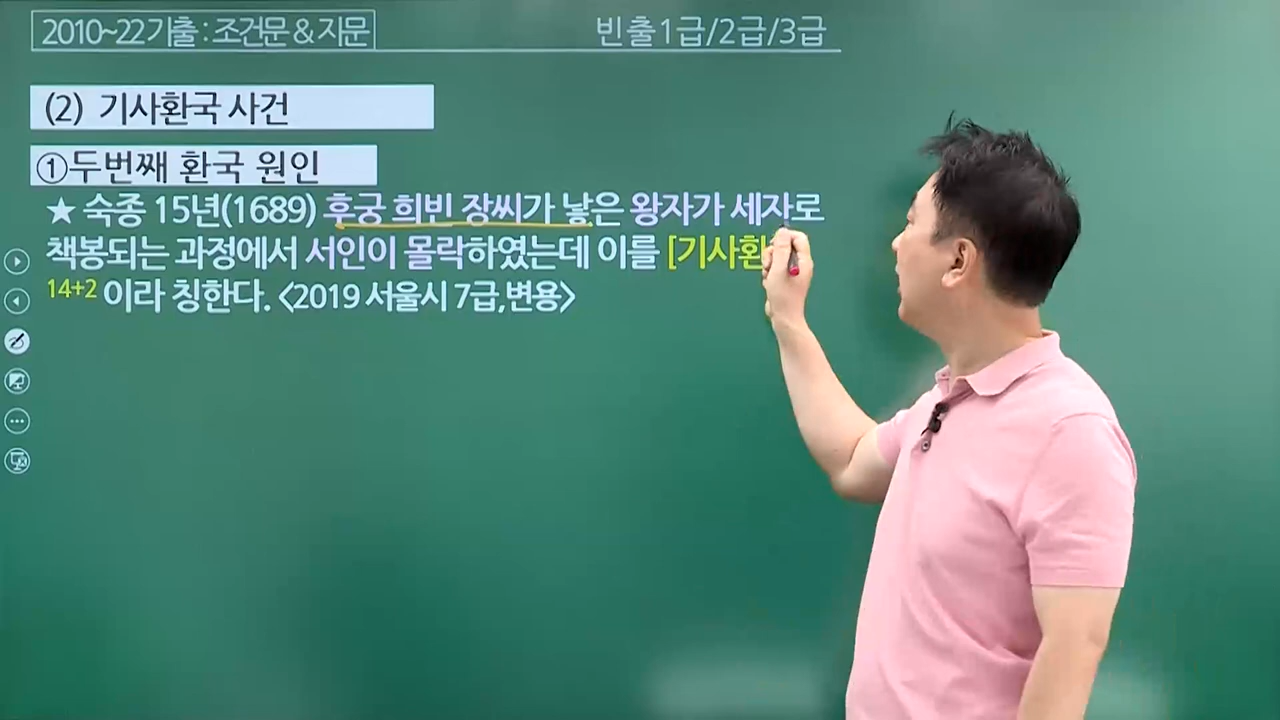 2010~22기출 : 조건문 & 지문
빈출1급/2급/3급
(2) 기사환국 사건
①두번째 환국 원인
★ 숙종 15년(1689) 후궁 희빈 장씨가 낳은 왕자가 세자로
책봉되는 과정에서 서인이 몰락하였는데 이를 [기사환
14+2 이라 칭한다. <2019 서울시 7급,변용>